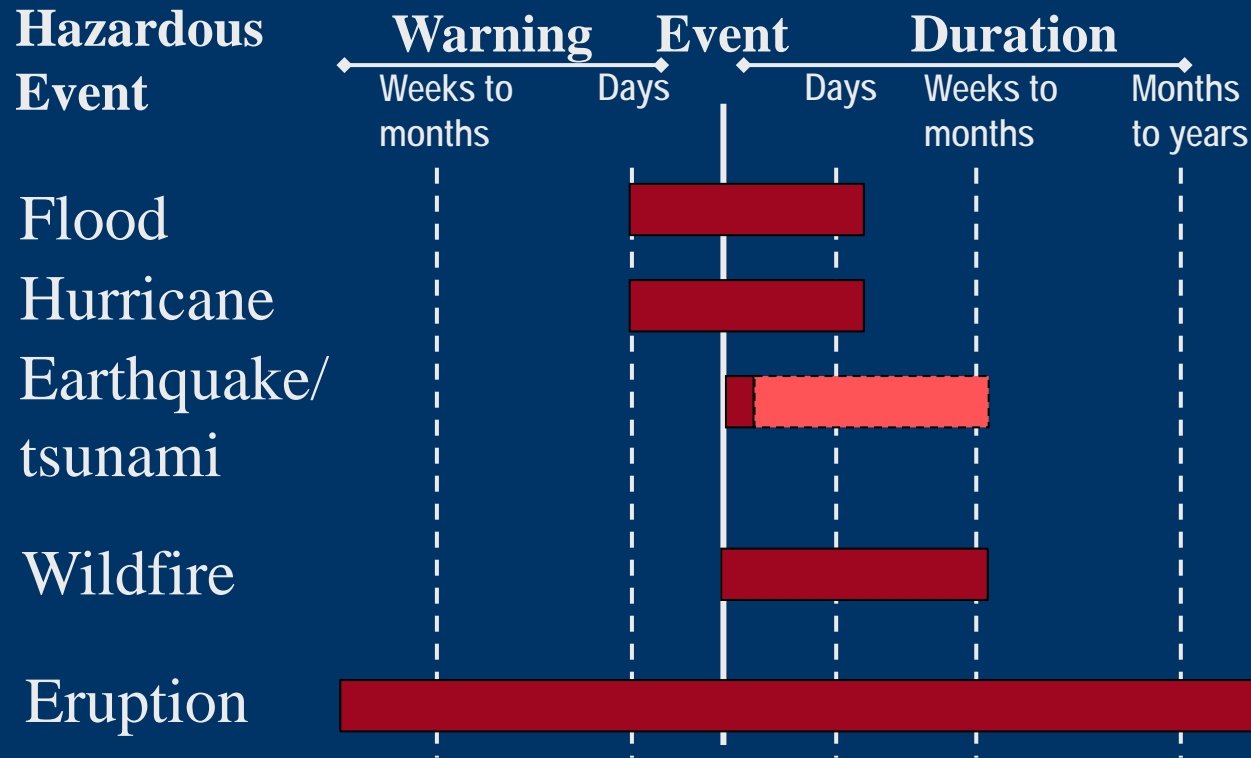 Hazardous
Event
Warning
Event
Duration
Weeks to
months
Days
Days
Weeks to
months
Months
to years
Flood
Hurricane
Earthquake/
tsunami
Wildfire
Eruption